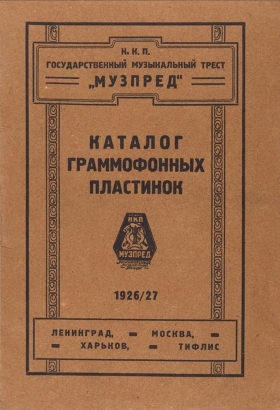 Н. К. П.
ГОСУДАРСТВЕННЫЙ МУЗЫКАЛЬНЫЙ ТРЕСТ
„МУЗПРЕД“
КАТАЛОГ
ГРАММОФОННЫХ
ПЛАСТИНОК
НКП
МУЗПРЕД
1926/27
ЛЕНИНГРАД, — МОСКВА, —
— ХАРЬКОВ, — ТИФЛИС